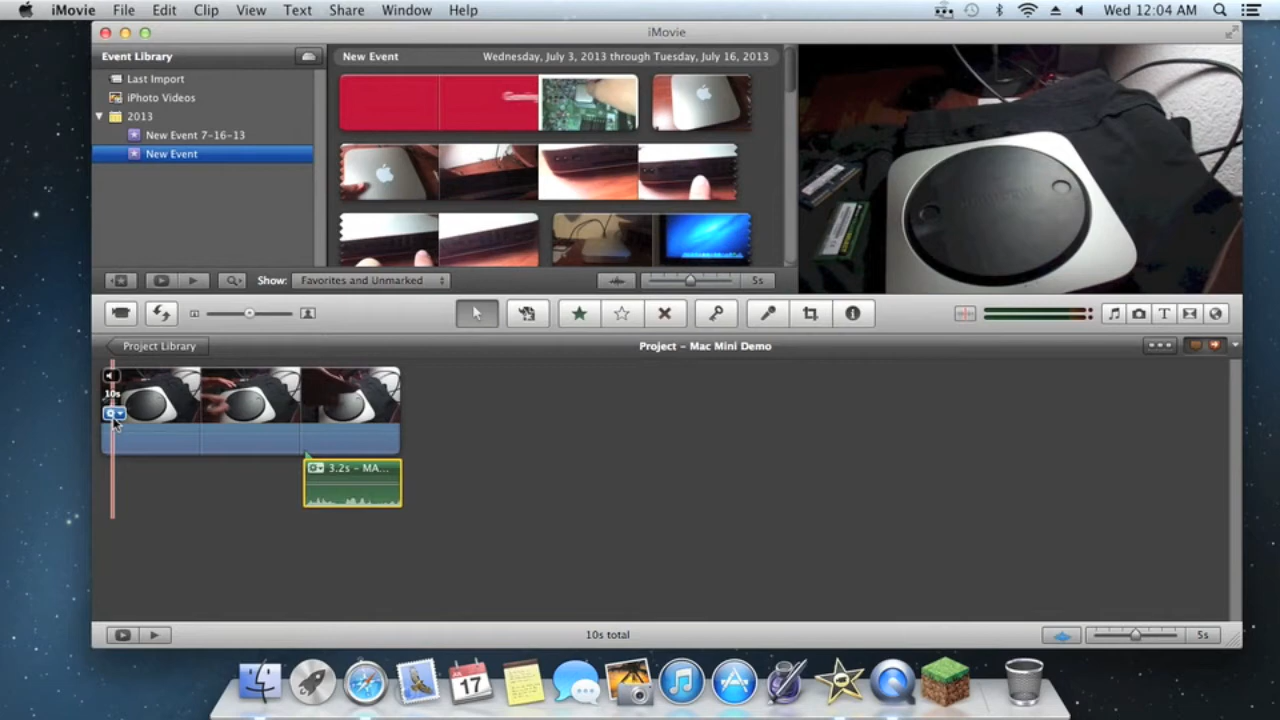 iMovie File Edit Clip View Text Share Window Help Wed 12:04 AM
iMovie
Event Library
New Event Wednesday, July 3, 2013 through Tuesday, July 16, 2013
Last Import
iPhoto Videos
2013
New Event 7-16-13
New Event
Show: Favorites and Unmarked 5s
Project Library Project - Mac Mini Demo
10s
3.2s - MA...
10s total 5s
17